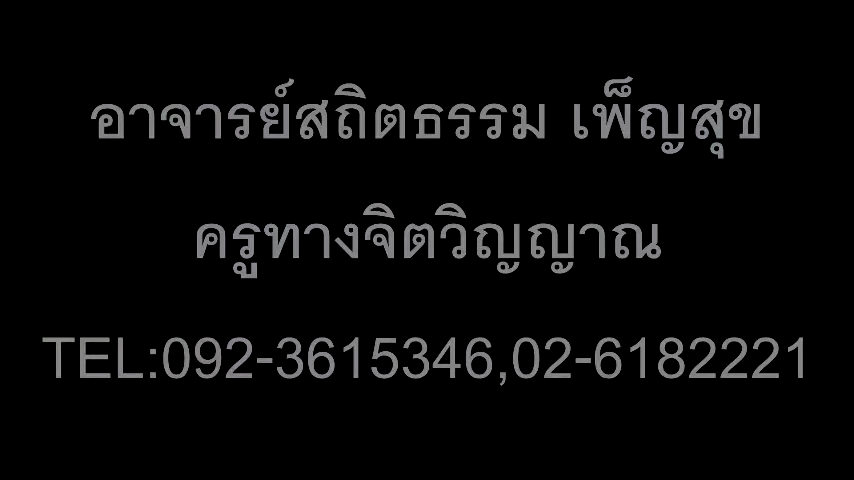 อาจารย์สถิตธรรม เพ็ญสุข
ครูทางจิตวิญญาณ
TEL:092-3615346,02-6182221